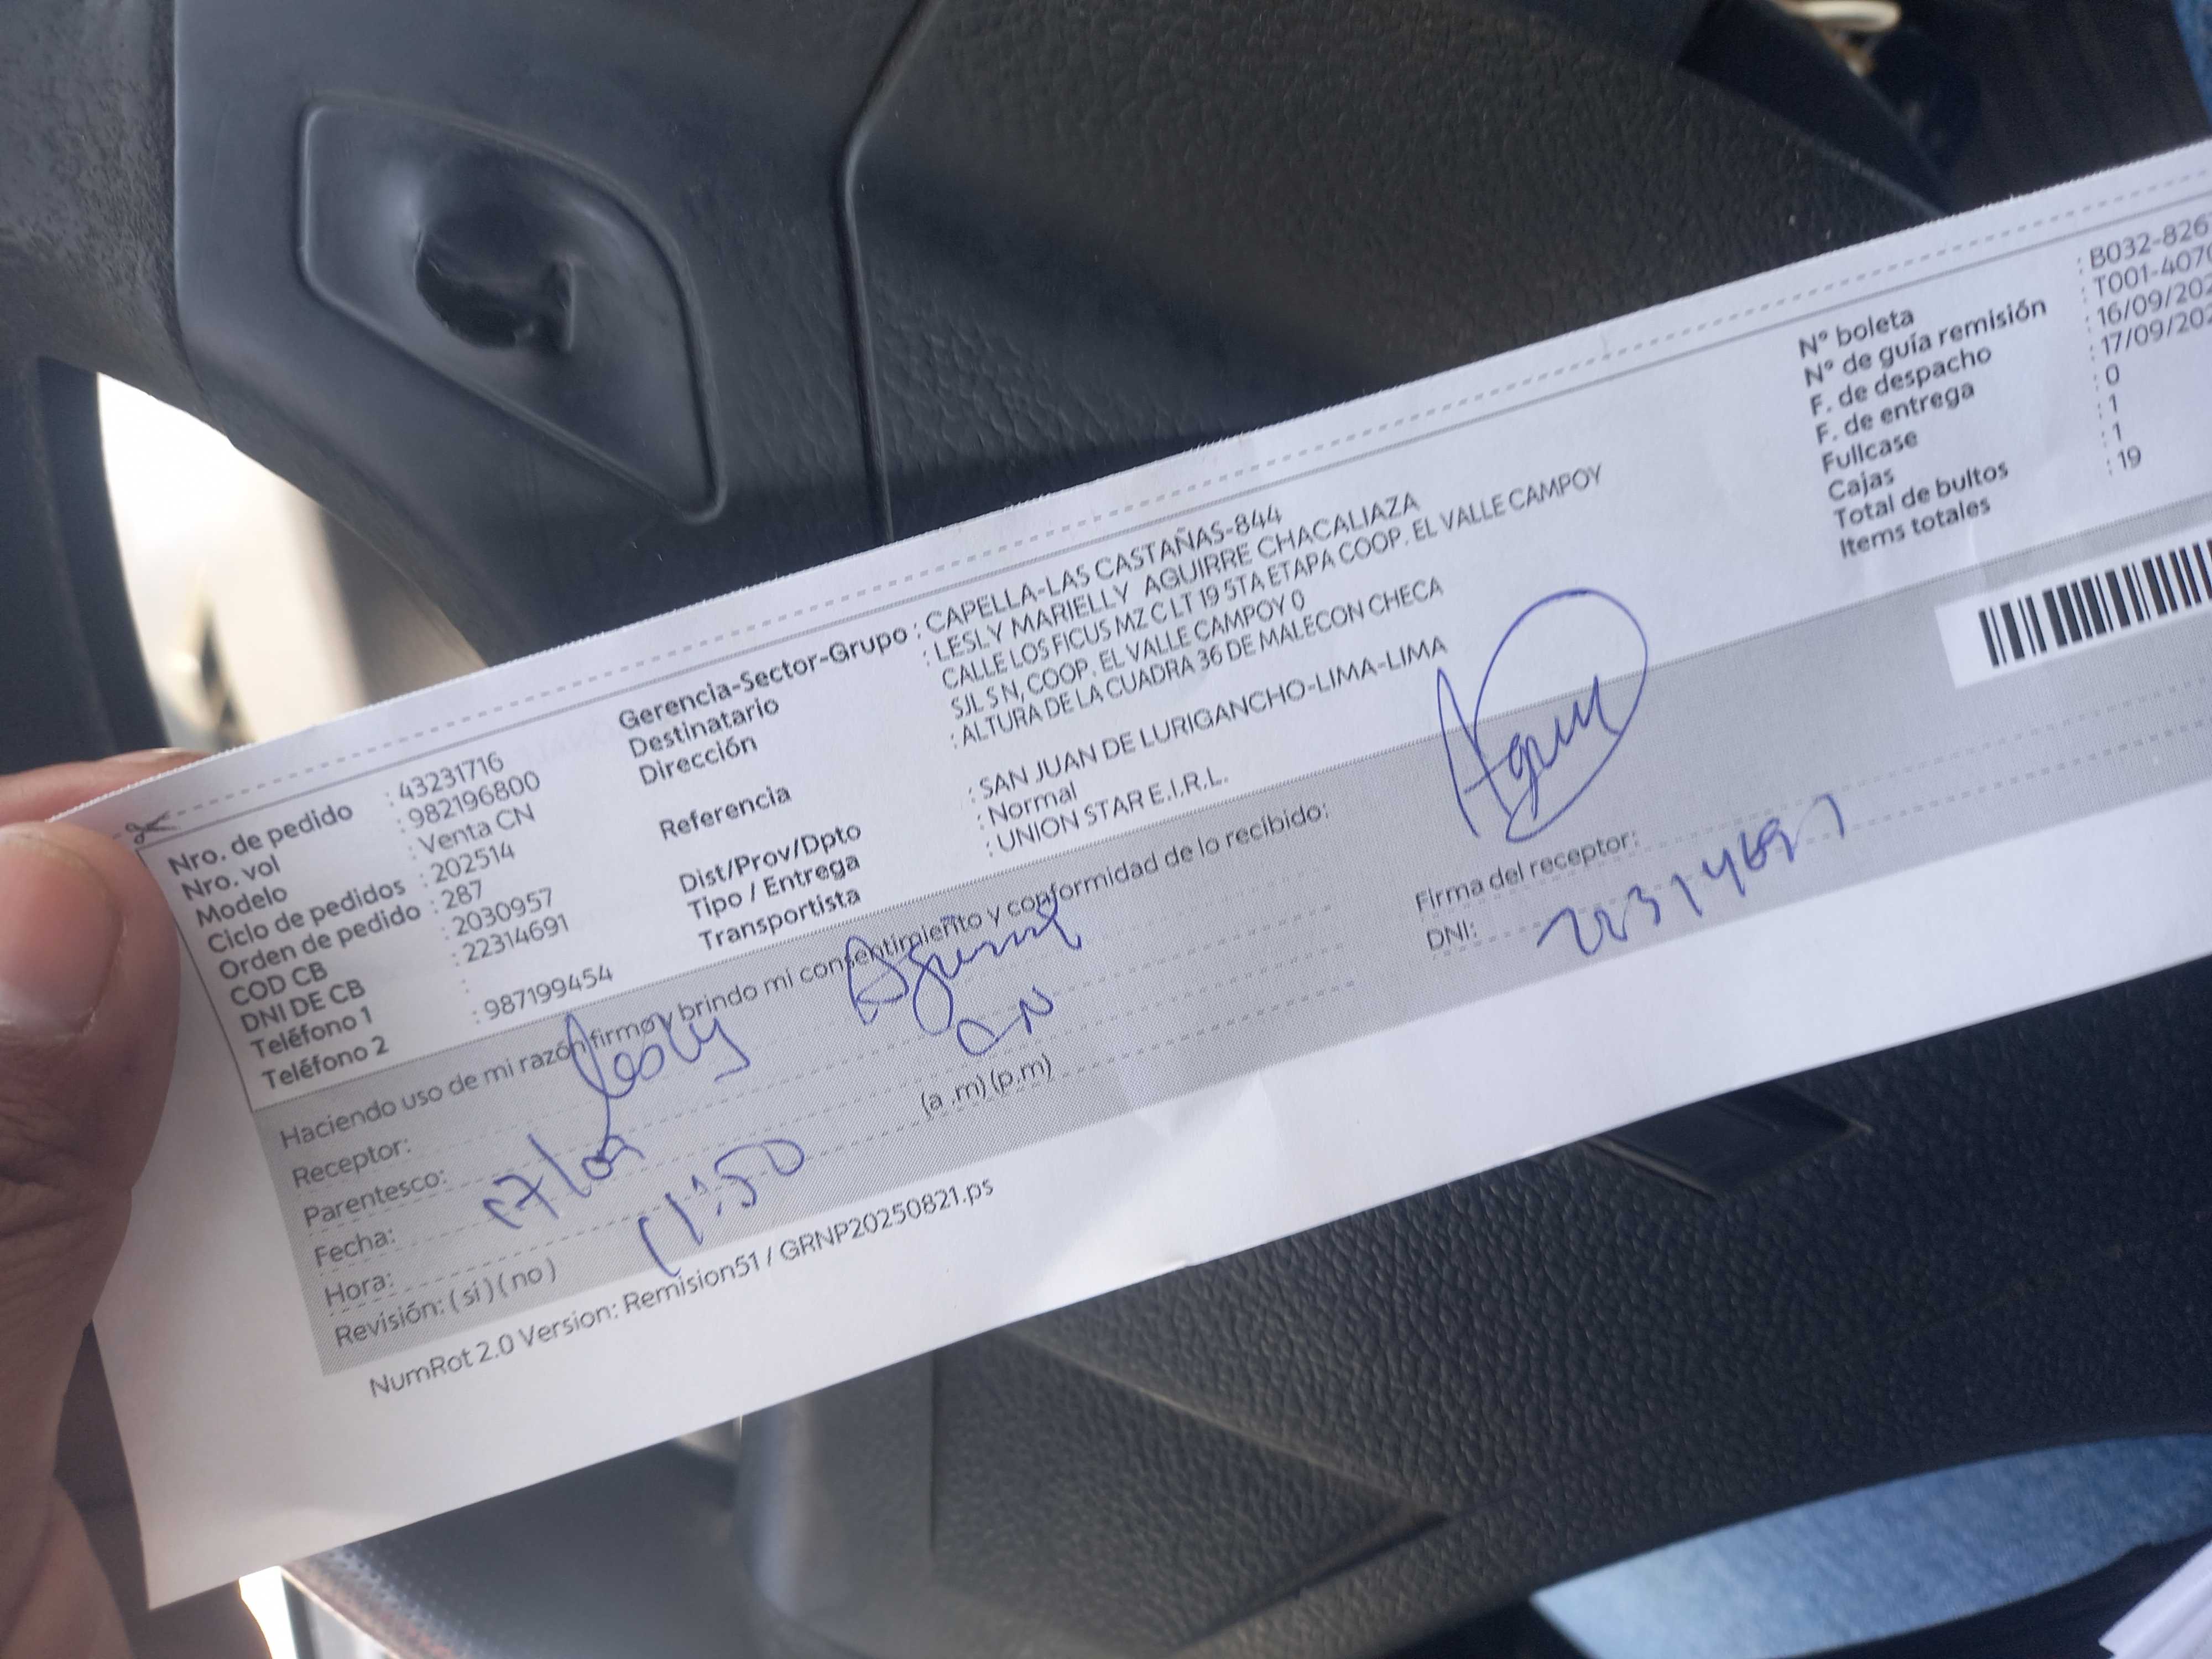 Nro. de pedido : 43231716
Nro. vol : 982196800
Modelo : Venta CN
Ciclo de pedidos : 202514
Orden de pedido : 287
COD CB : 2030957
DNI DE CB : 22314691
Teléfono 1 :
Teléfono 2 : 987199454
Gerencia-Sector-Grupo : CAPELLA-LAS CASTAÑAS-844
Destinatario : LESLY MARIELLY AGUIRRE CHACALIAZA
Dirección CALLE LOS FICUS MZ C LT 19 5TA ETAPA COOP. EL VALLE CAMPOY
SJL S N, COOP. EL VALLE CAMPOY 0
Referencia : ALTURA DE LA CUADRA 36 DE MALECON CHECA
Dist/Prov/Dpto : SAN JUAN DE LURIGANCHO-LIMA-LIMA
Tipo / Entrega : Normal
Transportista : UNION STAR E.I.R.L.
Nº boleta : B032-826
Nº de guía remisión : T001-407
F. de despacho : 16/09/202
F. de entrega : 17/09/202
Fullcase : 0
Cajas : 1
Total de bultos : 1
Items totales : 19
Haciendo uso de mi razón firmo y brindo mi consentimiento y conformidad de lo recibido:
Receptor: Lesly Aguirre
Parentesco: CN
Fecha: 17/09
Hora: 11:50 (a .m) (p.m)
Revisión: ( sí ) ( no )
Firma del receptor:
DNI: 22314691
NumRot 2.0 Version: Remision51 / GRNP20250821.ps